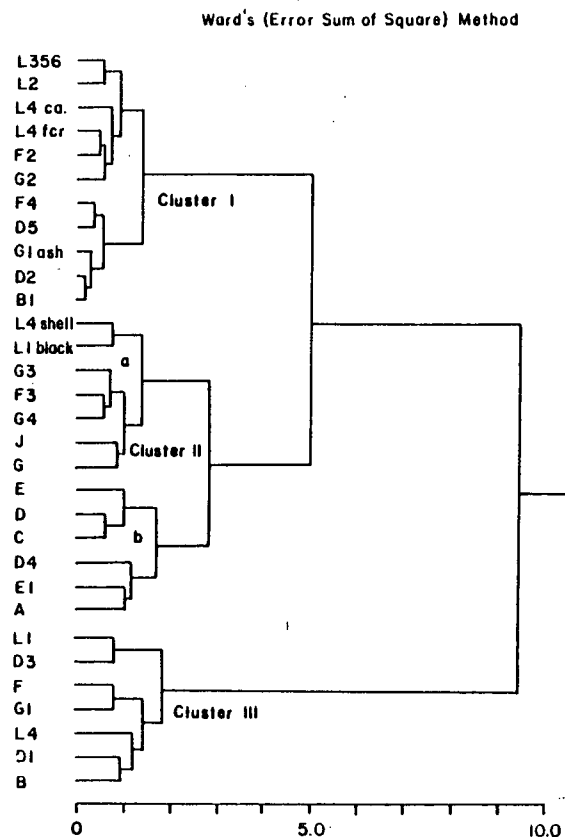 Ward's (Error Sum of Square) Method
L356
L2
L4 ca.
L4 fcr
F2
G2
Cluster I
F4
D5
G1 ash
D2
B1
L4 shell
L1 black
a
G3
F3
G4
J
Cluster II
G
E
D
C
b
D4
E1
A
L1
D3
F
G1
Cluster III
L4
D1
B
0 5.0 10.0